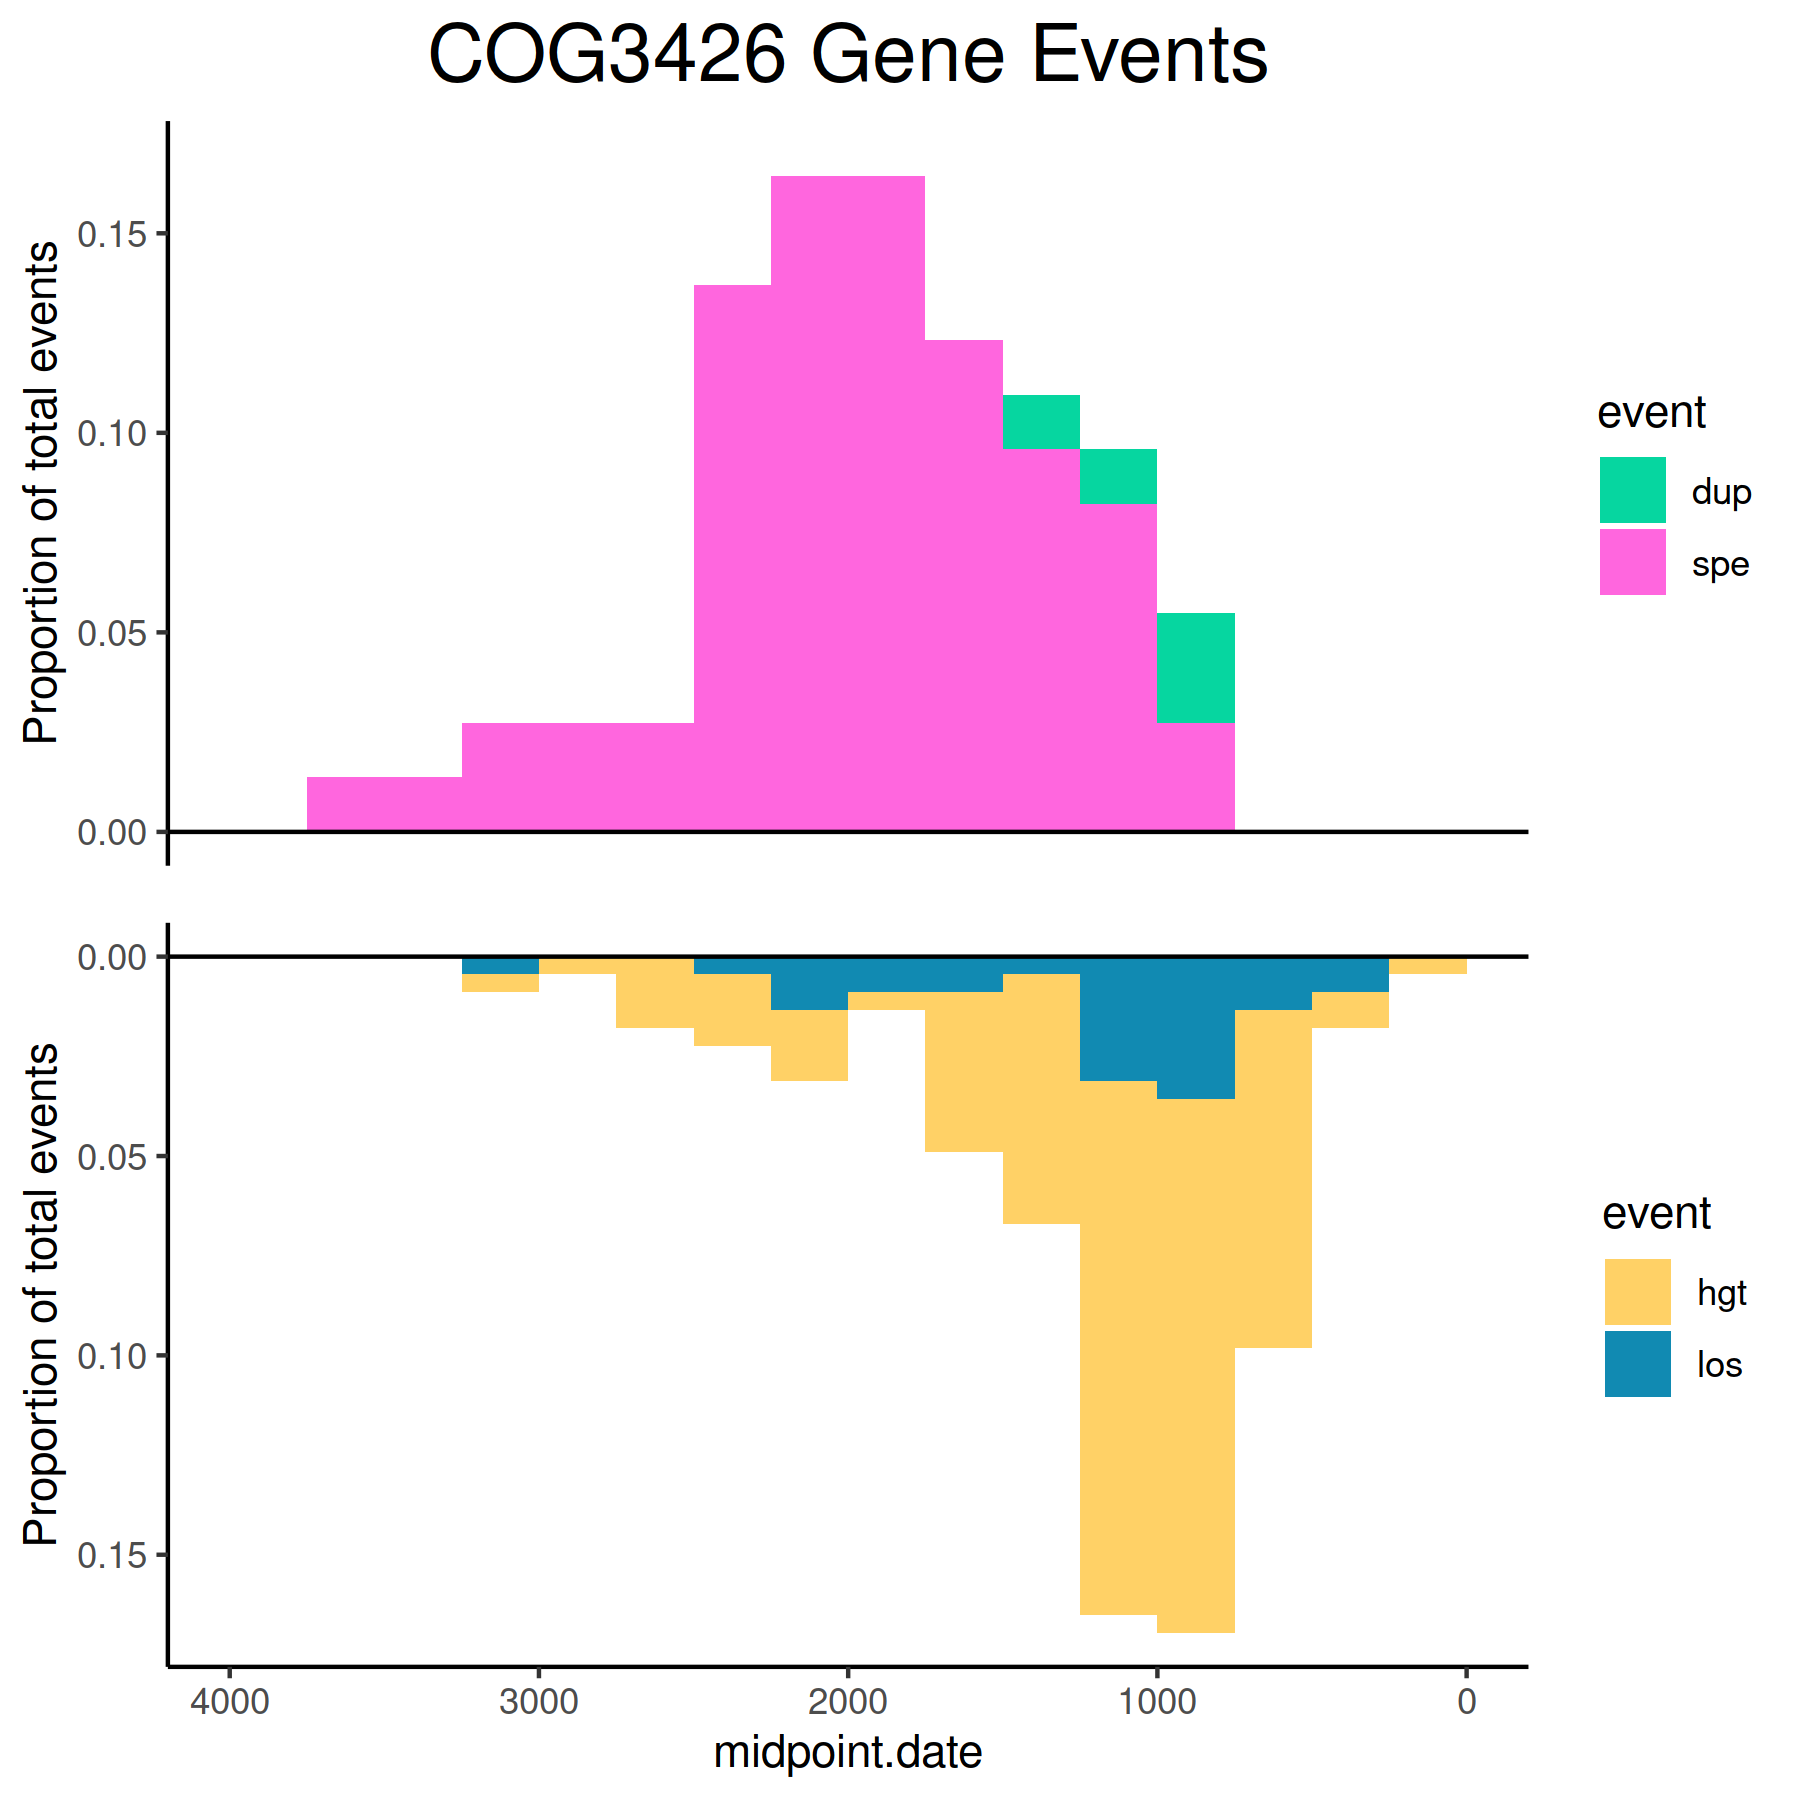 COG3426 Gene Events
Proportion of total events
0.15
0.10
0.05
0.00
event
dup
spe
Proportion of total events
0.00
0.05
0.10
0.15
event
hgt
los
4000 3000 2000 1000 0
midpoint.date